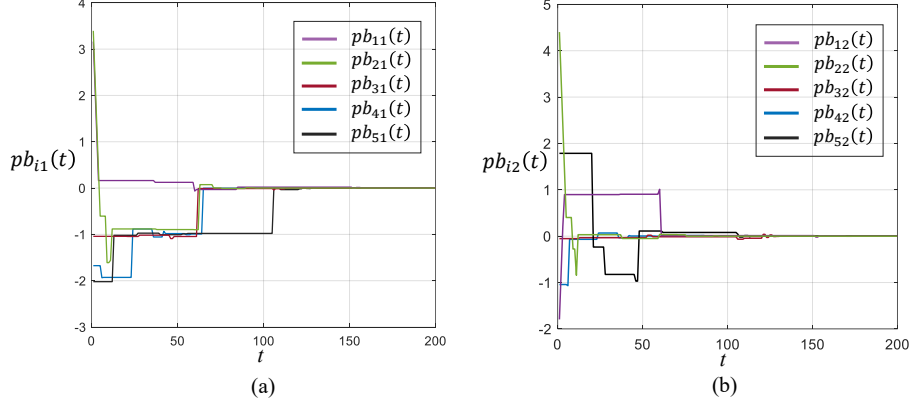 4
3
2
1
0
-1
-2
-3
pb_{i1}(t)
pb_{11}(t)
pb_{21}(t)
pb_{31}(t)
pb_{41}(t)
pb_{51}(t)
0 50 100 150 200
t
(a)
5
4
3
2
1
0
-1
-2
pb_{i2}(t)
pb_{12}(t)
pb_{22}(t)
pb_{32}(t)
pb_{42}(t)
pb_{52}(t)
0 50 100 150 200
t
(b)